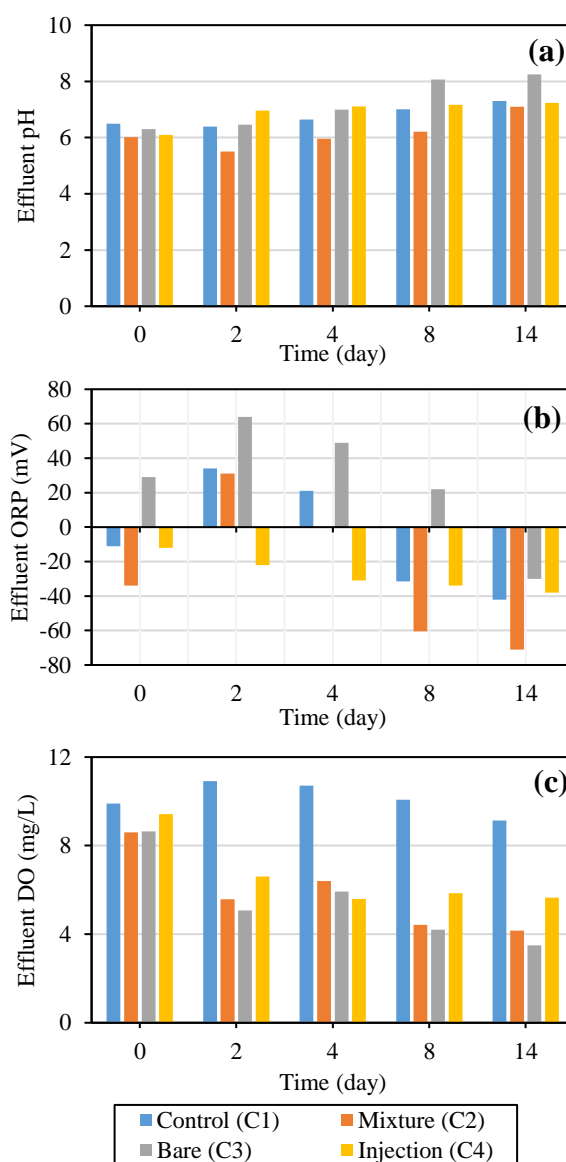 10
(a)
8
6
4
2
0
Effluent pH
0 2 4 8 14
Time (day)
80
(b)
60
40
20
0
-20
-40
-60
-80
Effluent ORP (mV)
0 2 4 8 14
Time (day)
12
(c)
8
4
0
Effluent DO (mg/L)
0 2 4 8 14
Time (day)
Control (C1) Mixture (C2)
Bare (C3) Injection (C4)